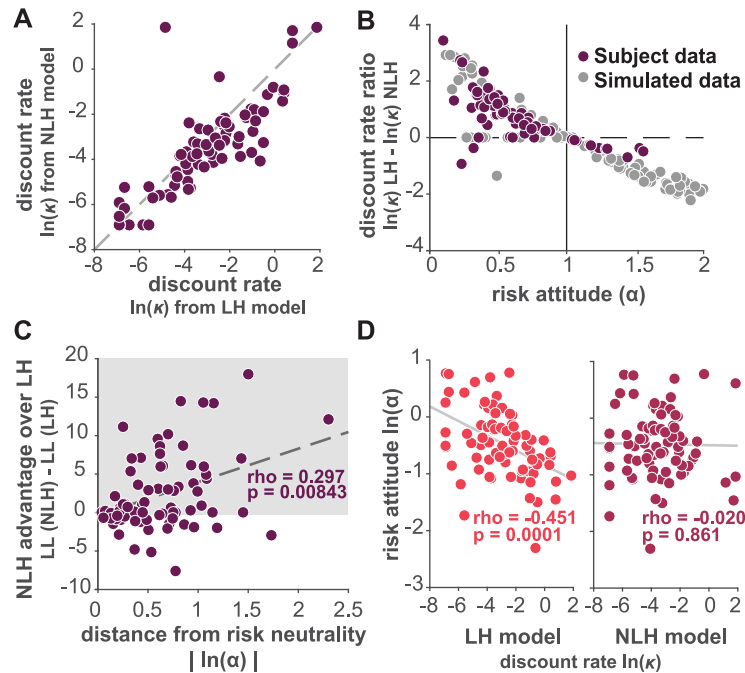 A
discount rate
ln(κ) from NLH model
2
0
-2
-4
-6
-8
-8
-6
-4
-2
0
2
discount rate
ln(κ) from LH model
B
discount rate ratio
ln(κ) LH - ln(κ) NLH
4
2
0
-2
-4
0
0.5
1
1.5
2
risk attitude (α)
Subject data
Simulated data
C
NLH advantage over LH
LL (NLH) - LL (LH)
20
15
10
5
0
-5
-10
0
0.5
1
1.5
2
2.5
rho = 0.297
p = 0.00843
distance from risk neutrality
| ln(α) |
D
risk attitude ln(α)
1
0
-1
-2
-3
rho = -0.451
p = 0.0001
-8
-6
-4
-2
0
2
LH model
rho = -0.020
p = 0.861
-8
-6
-4
-2
0
2
NLH model
discount rate ln(κ)